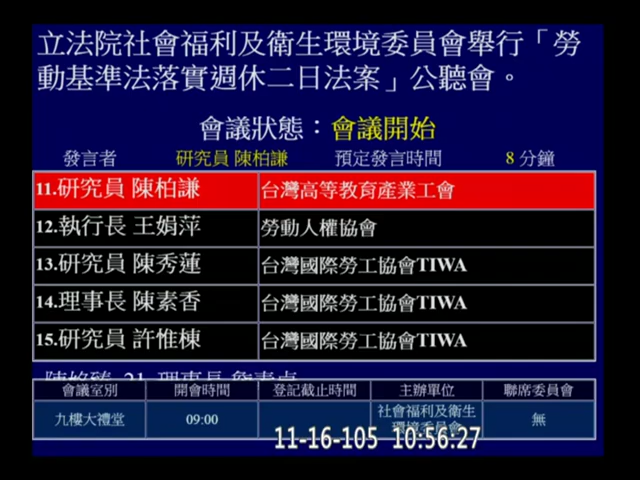 立法院社會福利及衛生環境委員會舉行「勞
動基準法落實週休二日法案」公聽會。
會議狀態：會議開始
發言者 研究員 陳柏謙 預定發言時間 8 分鐘
11.研究員 陳柏謙 台灣高等教育產業工會
12.執行長 王娟萍 勞動人權協會
13.研究員 陳秀蓮 台灣國際勞工協會TIWA
14.理事長 陳素香 台灣國際勞工協會TIWA
15.研究員 許惟棟 台灣國際勞工協會TIWA
21. 理事長
會議室別 開會時間 登記截止時間 主辦單位 聯席委員會
九樓大禮堂 09:00 社會福利及衛生 無
環境委員會
11-16-105 10:56:27